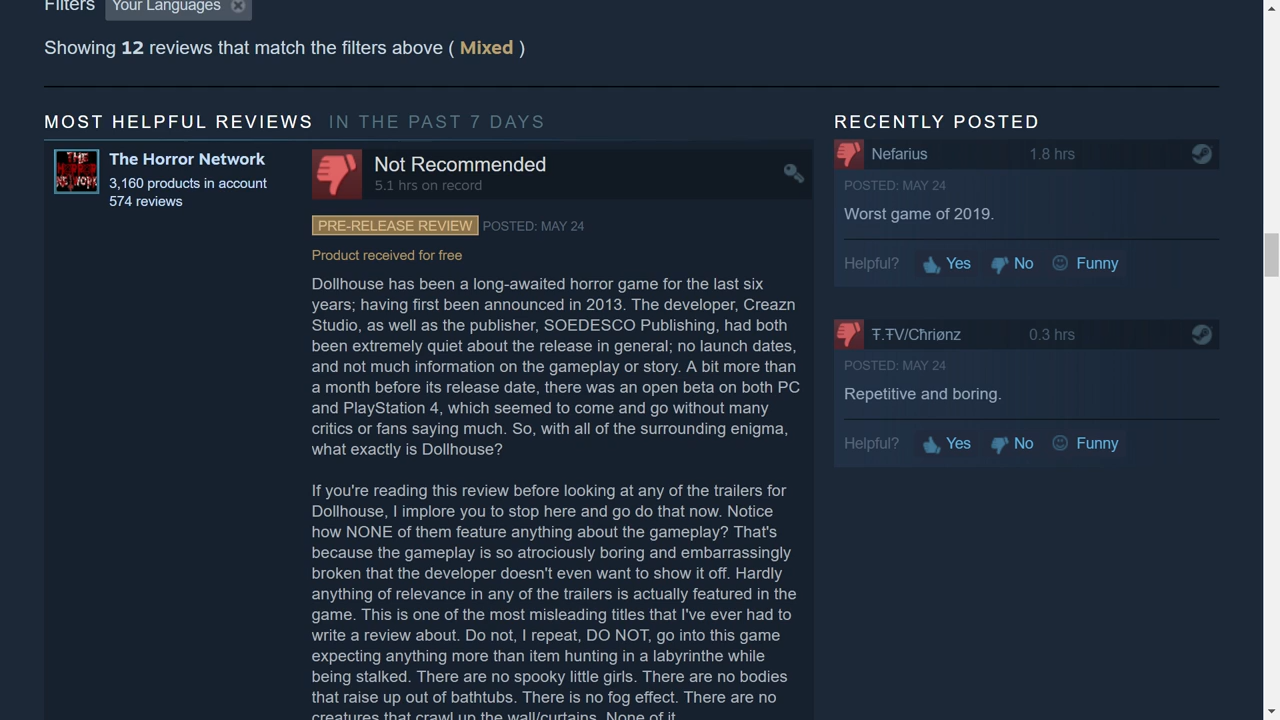 Filters Your Languages
Showing 12 reviews that match the filters above ( Mixed )
MOST HELPFUL REVIEWS IN THE PAST 7 DAYS
The Horror Network
3,160 products in account
574 reviews
Not Recommended
5.1 hrs on record
PRE-RELEASE REVIEW POSTED: MAY 24
Product received for free
Dollhouse has been a long-awaited horror game for the last six
years; having first been announced in 2013. The developer, Creazn
Studio, as well as the publisher, SOEDESCO Publishing, had both
been extremely quiet about the release in general; no launch dates,
and not much information on the gameplay or story. A bit more than
a month before its release date, there was an open beta on both PC
and PlayStation 4, which seemed to come and go without many
critics or fans saying much. So, with all of the surrounding enigma,
what exactly is Dollhouse?
If you're reading this review before looking at any of the trailers for
Dollhouse, I implore you to stop here and go do that now. Notice
how NONE of them feature anything about the gameplay? That's
because the gameplay is so atrociously boring and embarrassingly
broken that the developer doesn't even want to show it off. Hardly
anything of relevance in any of the trailers is actually featured in the
game. This is one of the most misleading titles that I've ever had to
write a review about. Do not, I repeat, DO NOT, go into this game
expecting anything more than item hunting in a labyrinthe while
being stalked. There are no spooky little girls. There are no bodies
that raise up out of bathtubs. There is no fog effect. There are no
creatures that crawl up the wall/curtains. None of it.
RECENTLY POSTED
Nefarius 1.8 hrs
POSTED: MAY 24
Worst game of 2019.
Helpful? Yes No Funny
Ŧ.ŦV/Cħriønz 0.3 hrs
POSTED: MAY 24
Repetitive and boring.
Helpful? Yes No Funny